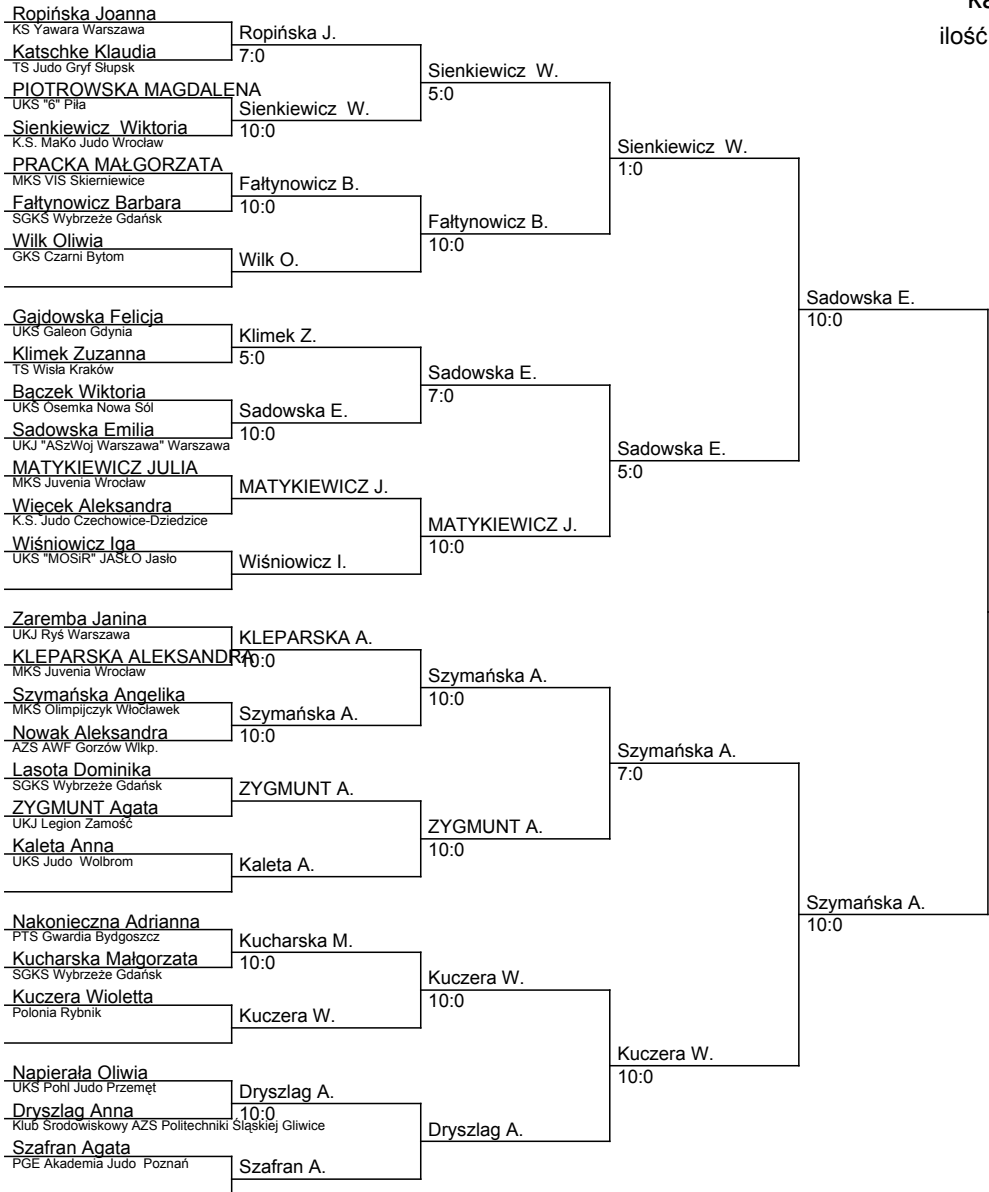 Ka
ilość
Ropińska Joanna
KS Yawara Warszawa
Katschke Klaudia
TS Judo Gryf Słupsk
PIOTROWSKA MAGDALENA
UKS "6" Piła
Sienkiewicz  Wiktoria
K.S. MaKo Judo Wrocław
PRACKA MAŁGORZATA
MKS VIS Skierniewice
Fałtynowicz Barbara
SGKS Wybrzeże Gdańsk
Wilk Oliwia
GKS Czarni Bytom
Gajdowska Felicja
UKS Galeon Gdynia
Klimek Zuzanna
TS Wisła Kraków
Bączek Wiktoria
UKS Ósemka Nowa Sól
Sadowska Emilia
UKJ "ASzWoj Warszawa" Warszawa
MATYKIEWICZ JULIA
MKS Juvenia Wrocław
Więcek Aleksandra
K.S. Judo Czechowice-Dziedzice
Wiśniowicz Iga
UKS "MOSiR" JASŁO Jasło
Zaremba Janina
UKJ Ryś Warszawa
KLEPARSKA ALEKSANDRA
MKS Juvenia Wrocław
Szymańska Angelika
MKS Olimpijczyk Włocławek
Nowak Aleksandra
AZS AWF Gorzów Wlkp.
Lasota Dominika
SGKS Wybrzeże Gdańsk
ZYGMUNT Agata
UKJ Legion Zamość
Kaleta Anna
UKS Judo  Wolbrom
Nakonieczna Adrianna
PTS Gwardia Bydgoszcz
Kucharska Małgorzata
SGKS Wybrzeże Gdańsk
Kuczera Wioletta
Polonia Rybnik
Napierała Oliwia
UKS Pohl Judo Przemęt
Dryszlag Anna
Klub Środowiskowy AZS Politechniki Śląskiej Gliwice
Szafran Agata
PGE Akademia Judo  Poznań
Ropińska J.
7:0
Sienkiewicz  W.
10:0
Fałtynowicz B.
10:0
Wilk O.
Klimek Z.
5:0
Sadowska E.
10:0
MATYKIEWICZ J.
Wiśniowicz I.
KLEPARSKA A.
10:0
Szymańska A.
10:0
ZYGMUNT A.
Kaleta A.
Kucharska M.
10:0
Kuczera W.
Dryszlag A.
10:0
Szafran A.
Sienkiewicz  W.
5:0
Fałtynowicz B.
10:0
Sadowska E.
7:0
MATYKIEWICZ J.
10:0
Szymańska A.
10:0
ZYGMUNT A.
10:0
Kuczera W.
10:0
Dryszlag A.
Sienkiewicz  W.
1:0
Sadowska E.
5:0
Szymańska A.
7:0
Kuczera W.
10:0
Sadowska E.
10:0
Szymańska A.
10:0